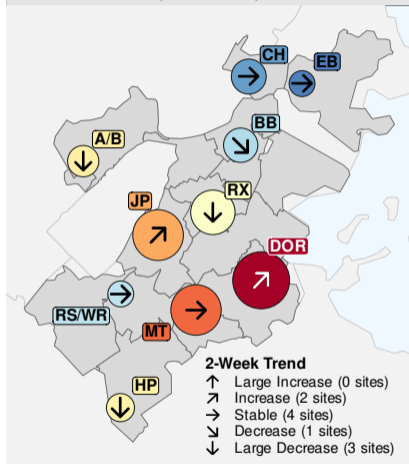 CH
EB
BB
A/B
RX
JP
DOR
RS/WR
MT
HP
2-Week Trend
↑ Large Increase (0 sites)
↗ Increase (2 sites)
→ Stable (4 sites)
↘ Decrease (1 sites)
↓ Large Decrease (3 sites)